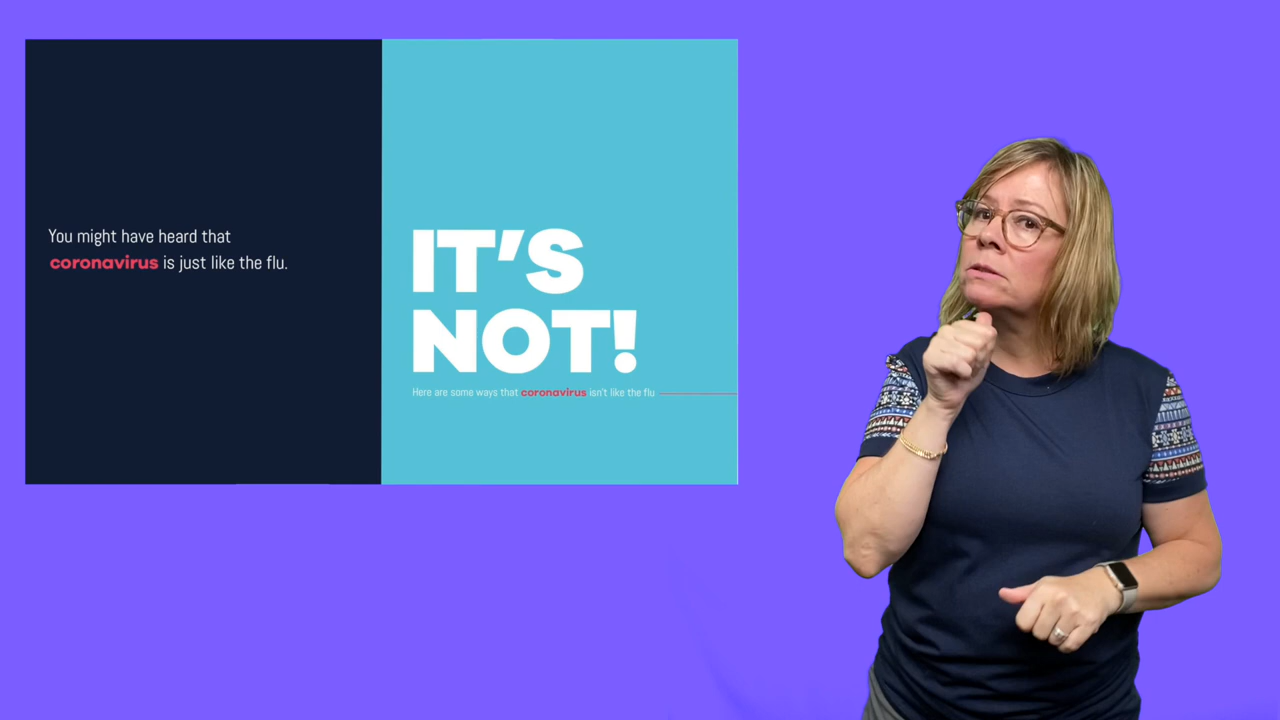 You might have heard that
coronavirus is just like the flu.
IT'S
NOT!
Here are some ways that coronavirus isn't like the flu